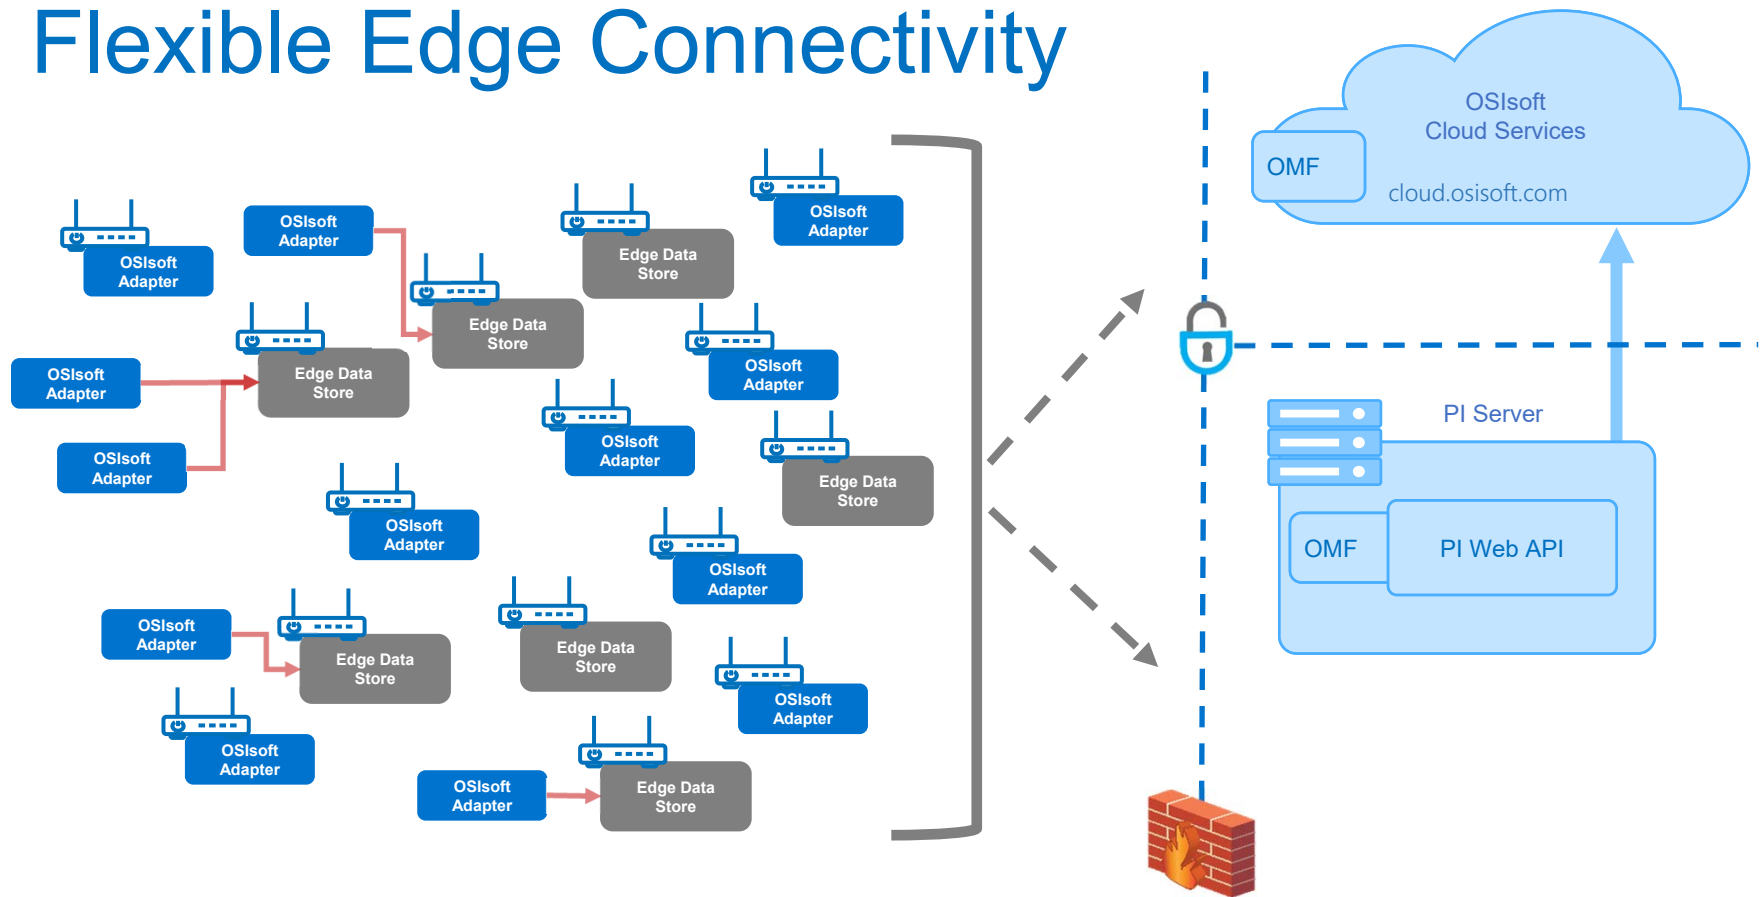 Flexible Edge Connectivity
OSIsoft
Cloud Services
OMF
cloud.osisoft.com
OSIsoft
Adapter
OSIsoft
Adapter
Edge Data
Store
OSIsoft
Adapter
Edge Data
Store
OSIsoft
Adapter
Edge Data
Store
OSIsoft
Adapter
OSIsoft
Adapter
OSIsoft
Adapter
OSIsoft
Adapter
Edge Data
Store
OSIsoft
Adapter
OSIsoft
Adapter
OSIsoft
Adapter
Edge Data
Store
Edge Data
Store
OSIsoft
Adapter
OSIsoft
Adapter
OSIsoft
Adapter
Edge Data
Store
PI Server
OMF
PI Web API